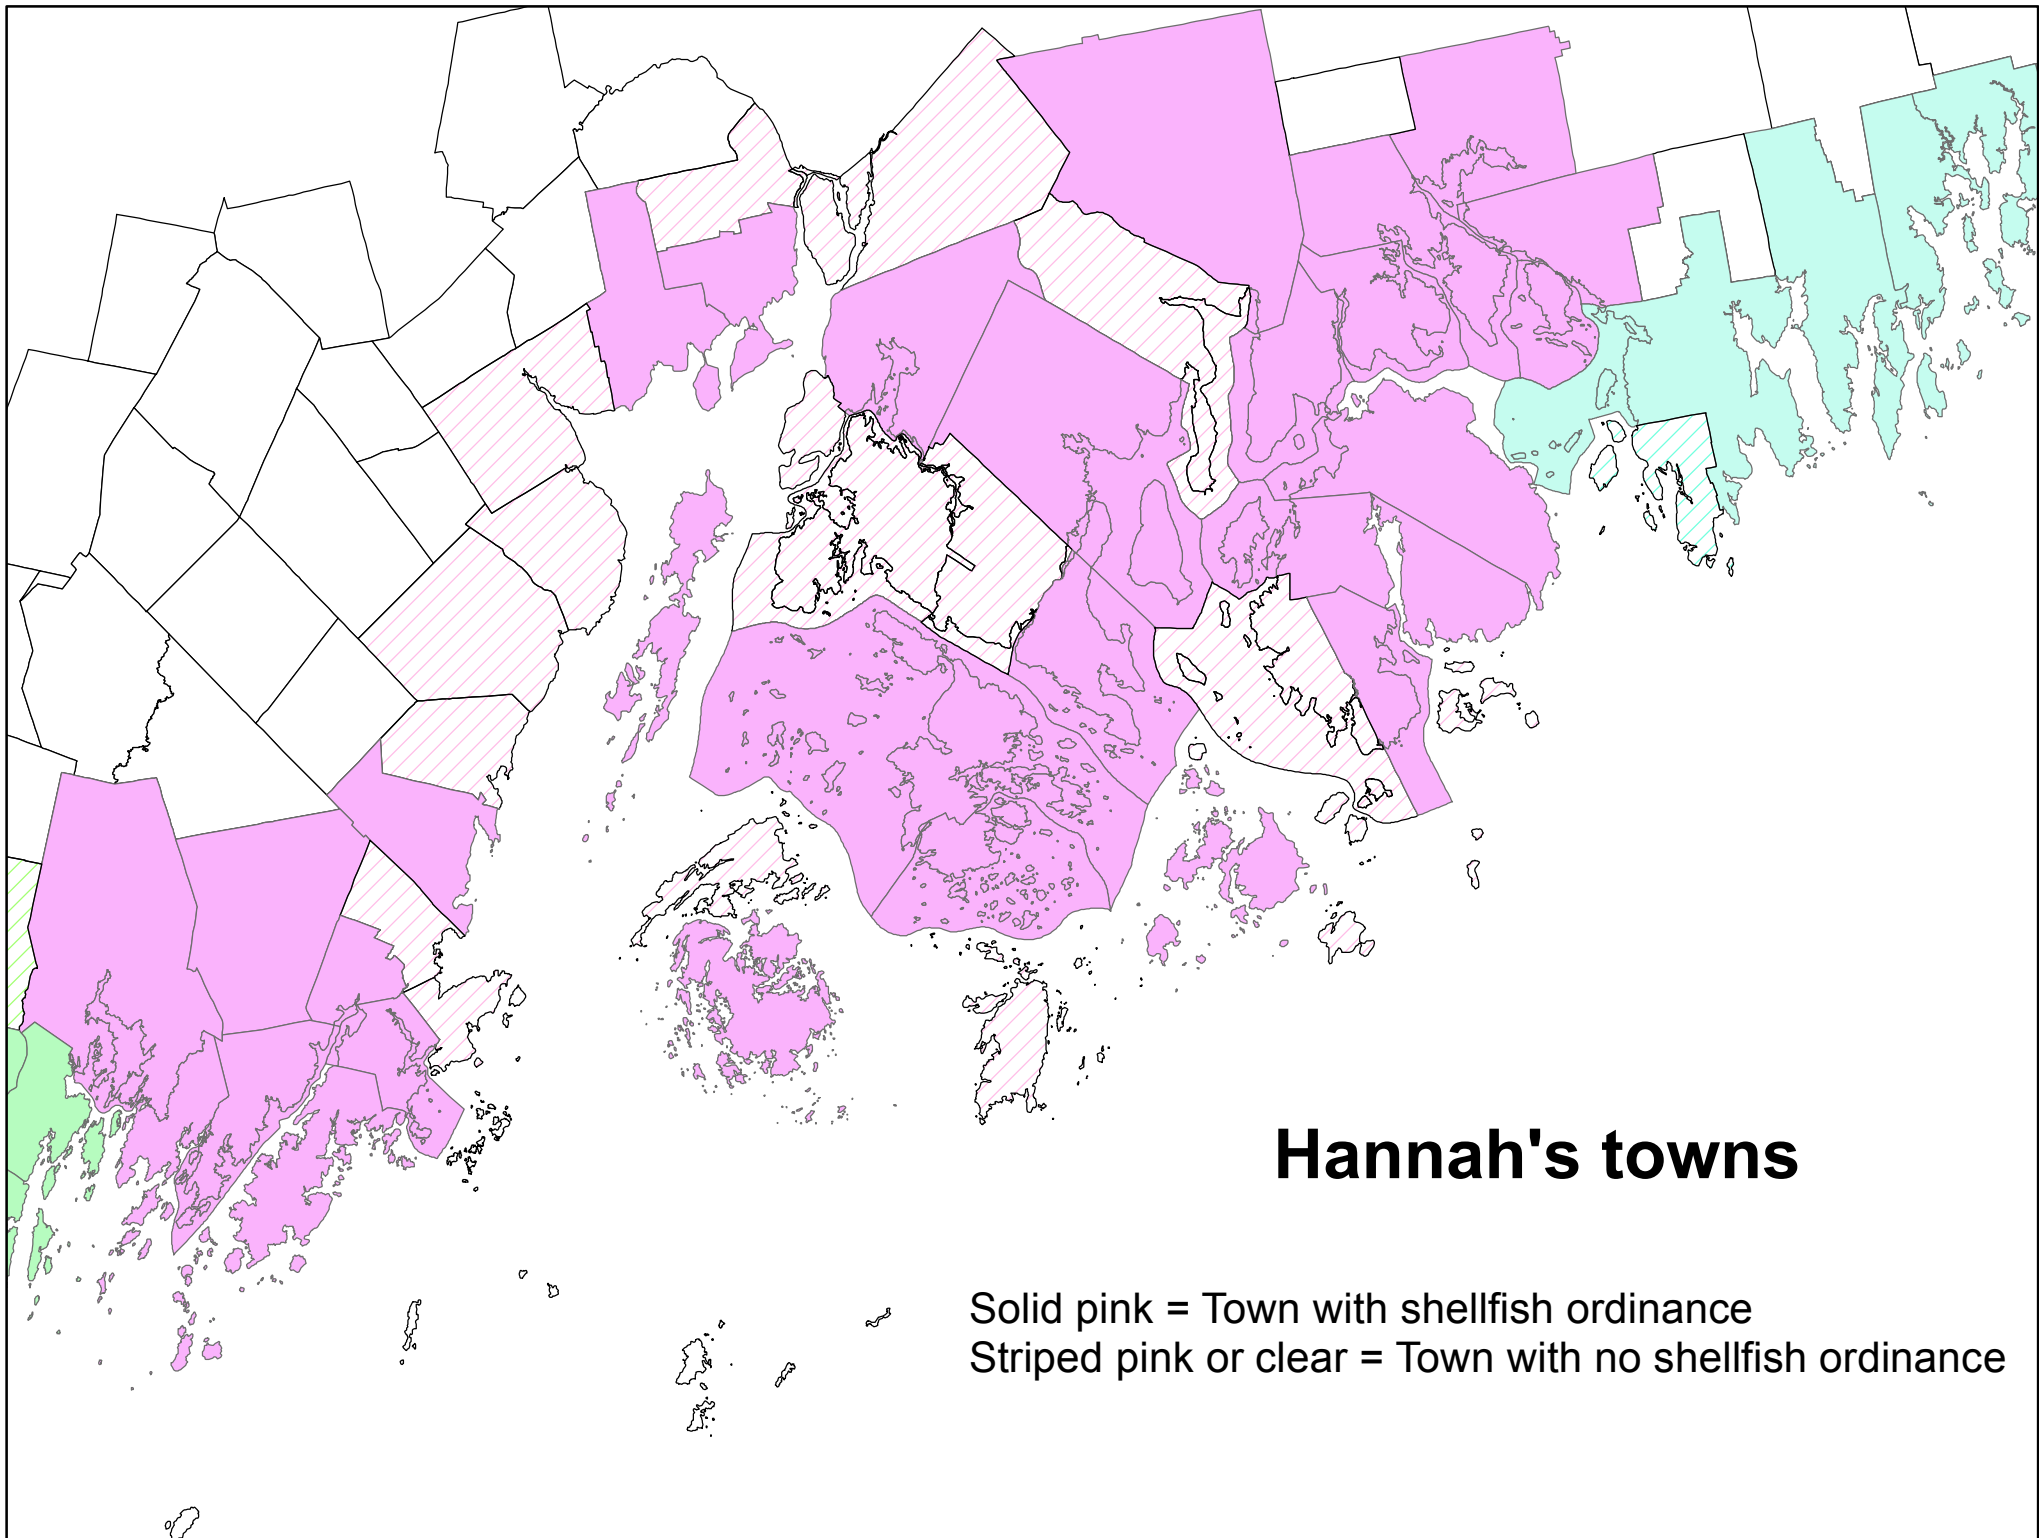 Hannah's towns
Solid pink = Town with shellfish ordinance
Striped pink or clear = Town with no shellfish ordinance